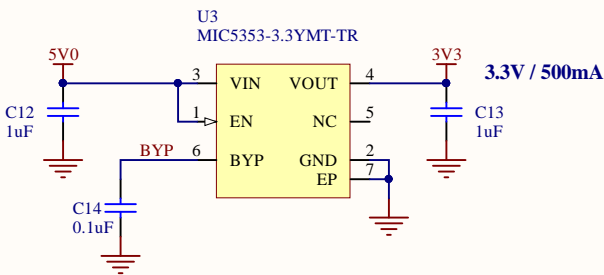 U3
MIC5353-3.3YMT-TR
5V0
3V3
3.3V / 500mA
3 VIN VOUT 4
C12
1uF
1 EN NC 5
C13
1uF
BYP 6 BYP GND 2
EP 7
C14
0.1uF